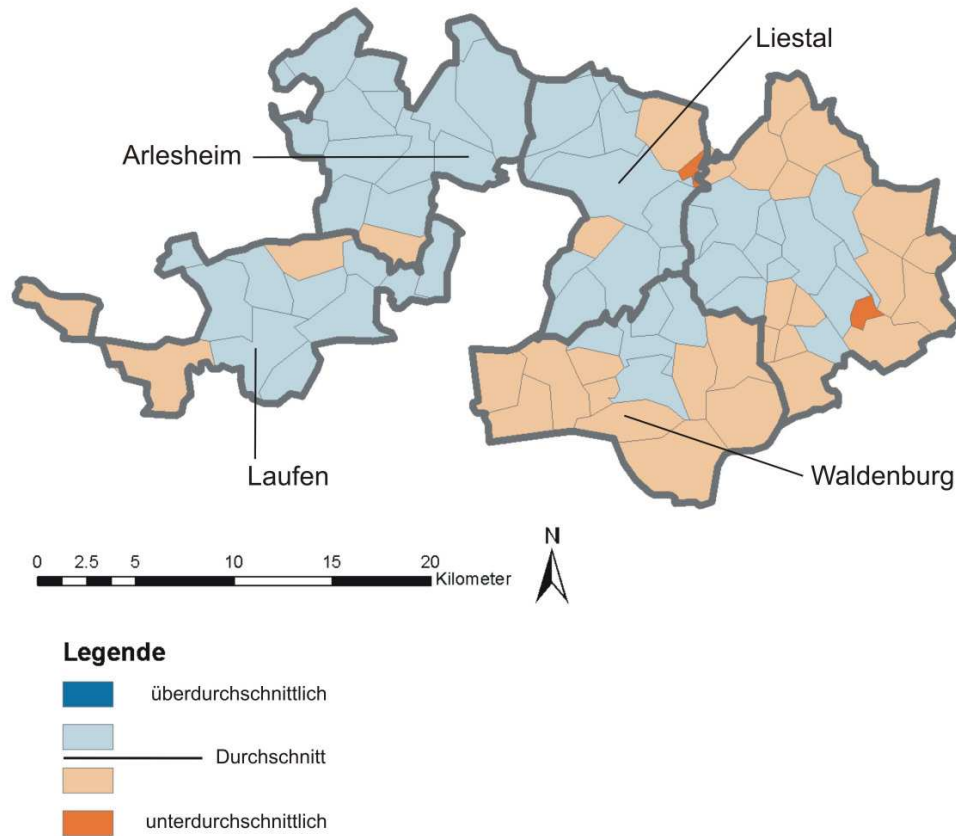 Liestal
Arlesheim
Laufen
Waldenburg
0 2.5 5 10 15 20
Kilometer
N
Legende
überdurchschnittlich
Durchschnitt
unterdurchschnittlich